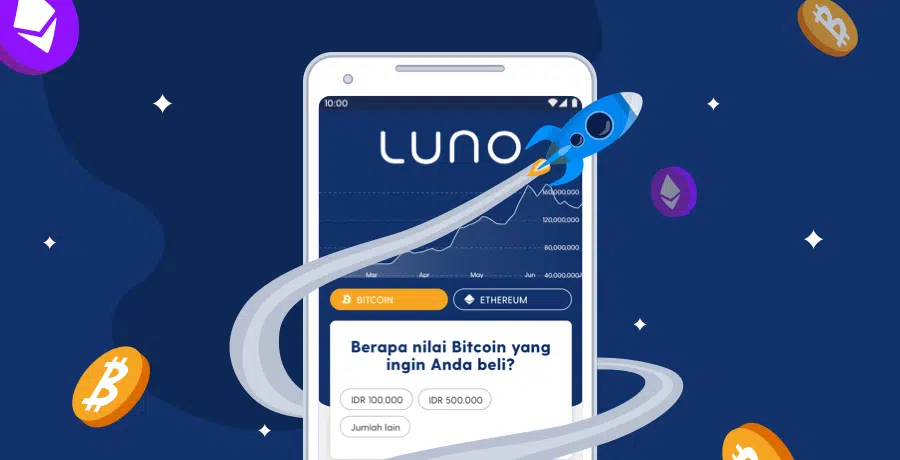 10:00
LUNO
160,000,000
120,000,000
80,000,000
40,000,000
Mar Apr May Jun
BITCOIN ETHEREUM
Berapa nilai Bitcoin yang
ingin Anda beli?
IDR 100.000 IDR 500.000
Jumlah lain